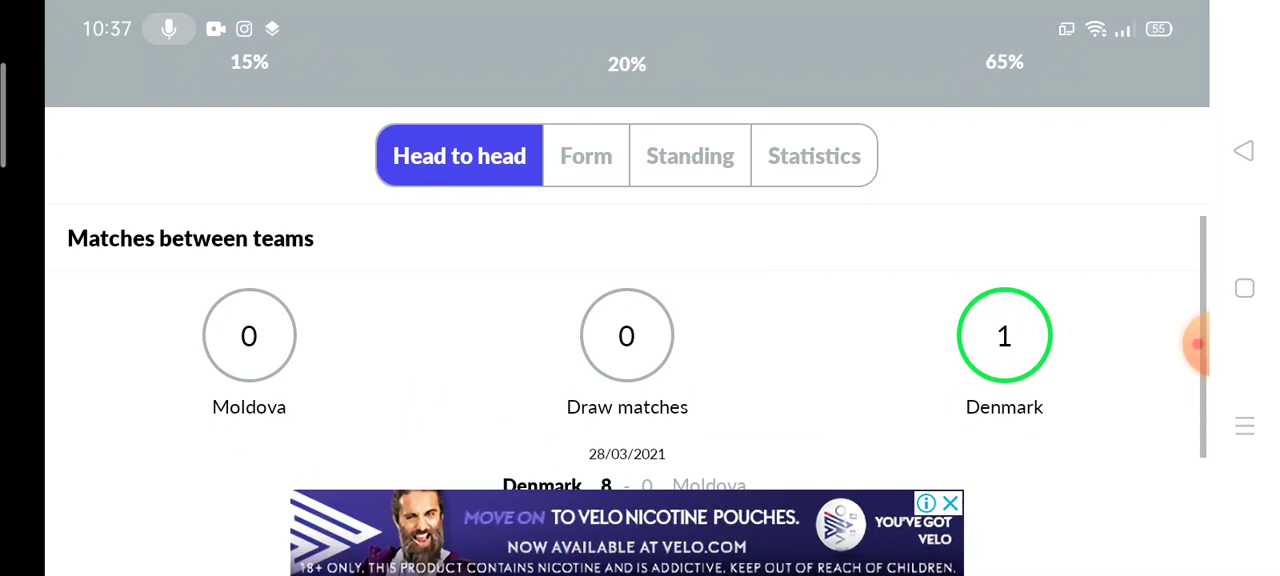 10:37
55
15% 20% 65%
Head to head Form Standing Statistics
Matches between teams
0 0 1
Moldova Draw matches Denmark
28/03/2021
Denmark 8 - 0 Moldova
MOVE ON TO VELO NICOTINE POUCHES.
NOW AVAILABLE AT VELO.COM
YOU'VE GOT
VELO
18+ ONLY, THIS PRODUCT CONTAINS NICOTINE AND IS ADDICTIVE. KEEP OUT OF REACH OF CHILDREN.